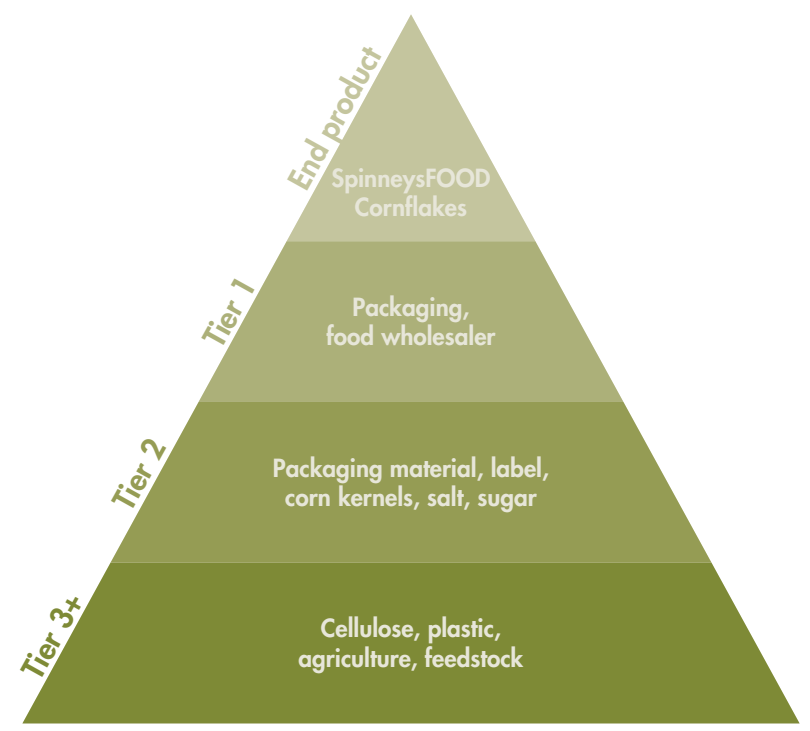 End product
SpinneysFOOD
Cornflakes
Tier 1
Packaging,
food wholesaler
Tier 2
Packaging material, label,
corn kernels, salt, sugar
Tier 3+
Cellulose, plastic,
agriculture, feedstock